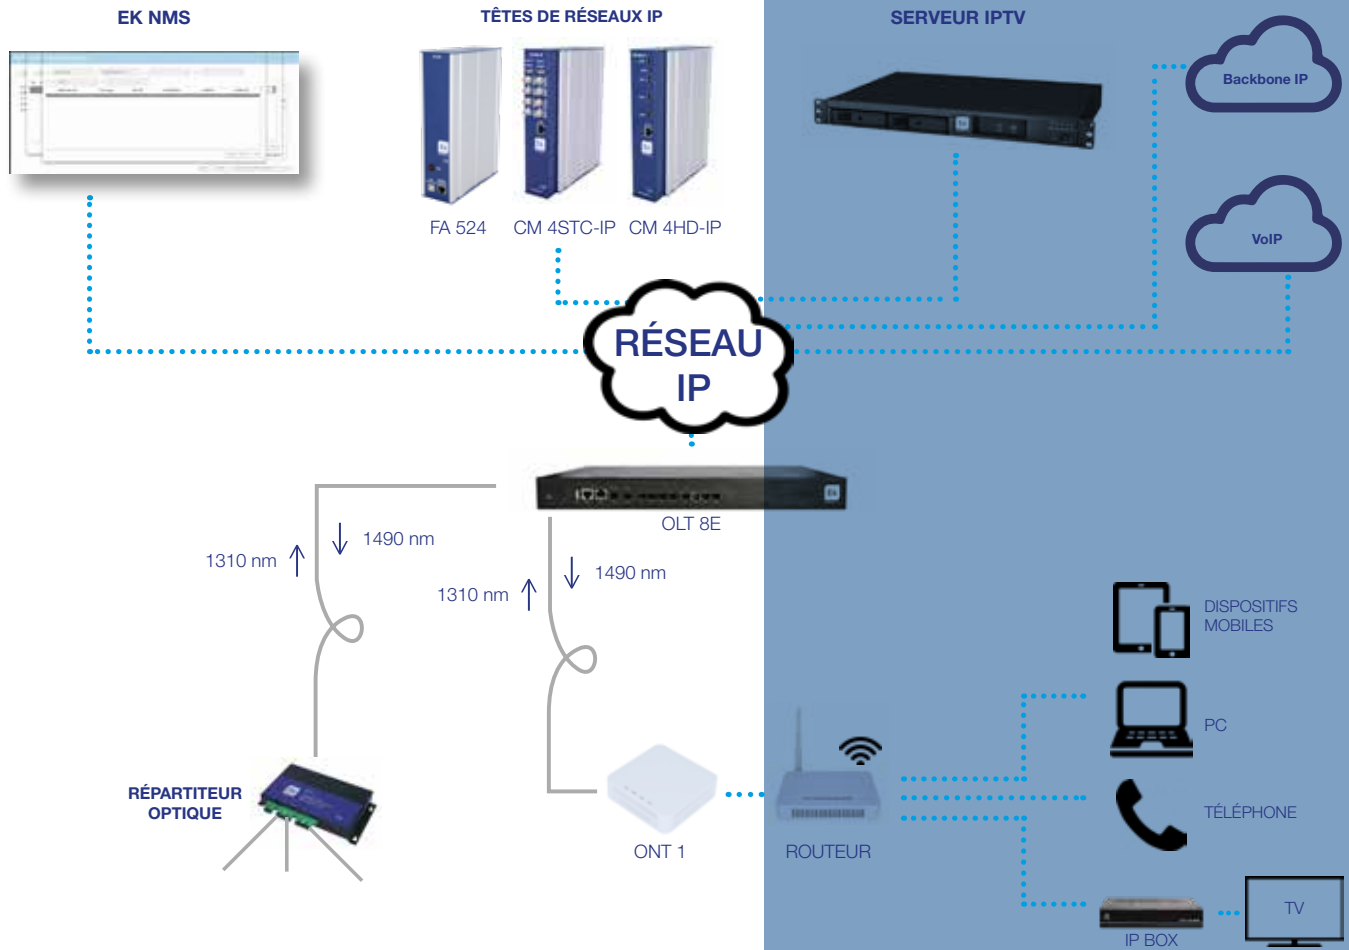 EK NMS
TÊTES DE RÉSEAUX IP
SERVEUR IPTV
Backbone IP
FA 524
CM 4STC-IP
CM 4HD-IP
VoIP
RÉSEAU
IP
OLT 8E
1310 nm
1490 nm
1310 nm
1490 nm
DISPOSITIFS
MOBILES
PC
RÉPARTITEUR
OPTIQUE
TÉLÉPHONE
ONT 1
ROUTEUR
IP BOX
TV